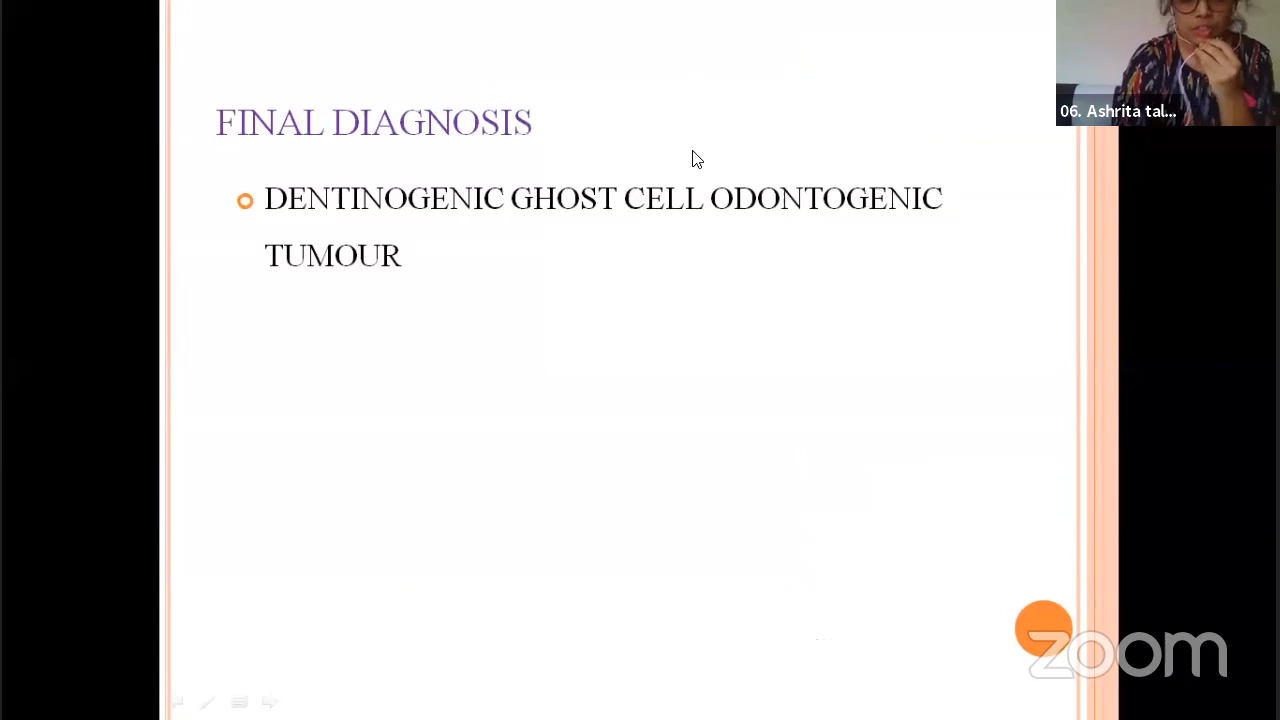 FINAL DIAGNOSIS
DENTINOGENIC GHOST CELL ODONTOGENIC
TUMOUR
06. Ashrita tal...
zoom